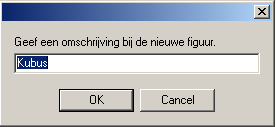 Geef een omschrijving bij de nieuwe figuur.
Kubus
OK Cancel